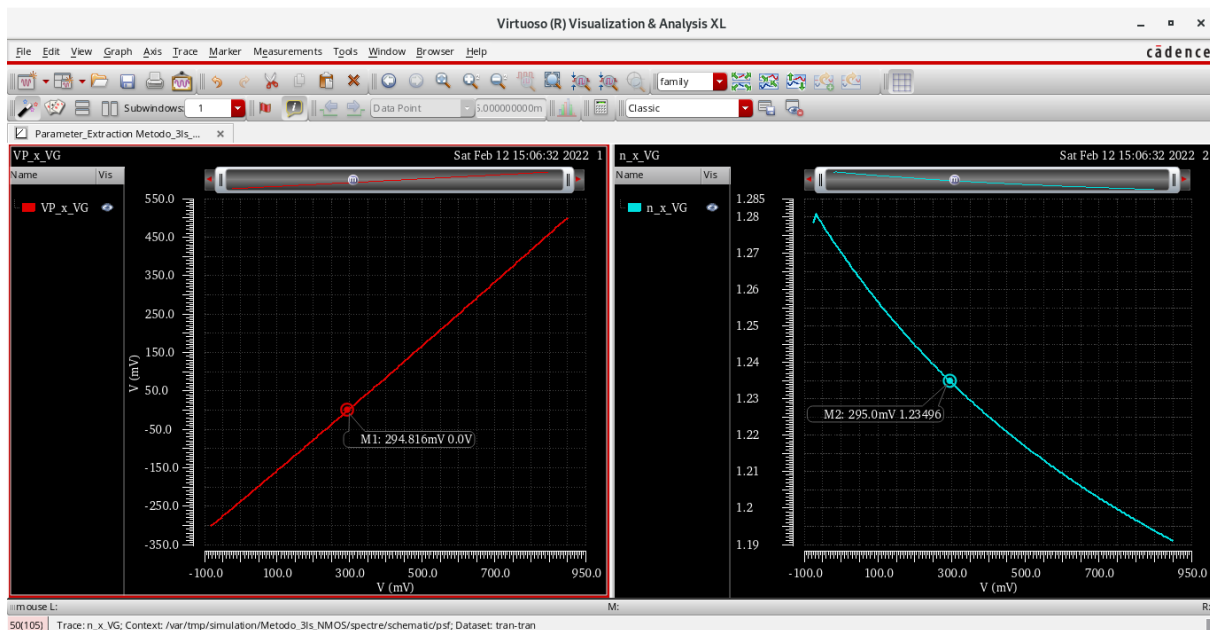 Virtuoso (R) Visualization & Analysis XL
File Edit View Graph Axis Trace Marker Measurements Tools Window Browser Help
cādence
family
Subwindows: 1
Data Point
5.000000000m
Classic
Parameter_Extraction Metodo_3Is_...
VP_x_VG
Sat Feb 12 15:06:32 2022 1
Name Vis
VP_x_VG
550.0
450.0
350.0
250.0
150.0
50.0
-50.0
-150.0
-250.0
-350.0
V (mV)
M1: 294.816mV 0.0V
-100.0 100.0 300.0 500.0 700.0 950.0
V (mV)
n_x_VG
Sat Feb 12 15:06:32 2022 2
Name Vis
n_x_VG
1.285
1.28
1.27
1.26
1.25
1.24
1.23
1.22
1.21
1.2
1.19
M2: 295.0mV 1.23496
-100.0 100.0 300.0 500.0 700.0 950.0
V (mV)
mouse L: M: R:
50(105) Trace: n_x_VG; Context: /var/tmp/simulation/Metodo_3Is_NMOS/spectre/schematic/psf; Dataset: tran-tran